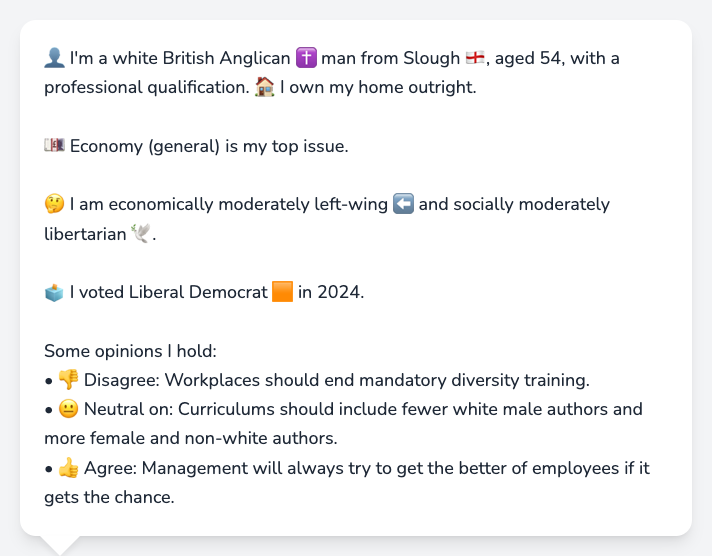 👤 I'm a white British Anglican ✝️ man from Slough 🏴󠁧󠁢󠁥󠁮󠁧󠁿, aged 54, with a
professional qualification. 🏠 I own my home outright.
💷 Economy (general) is my top issue.
🤔 I am economically moderately left-wing ⬅️ and socially moderately
libertarian 🕊️.
🗳️ I voted Liberal Democrat 🟧 in 2024.
Some opinions I hold:
• 👎 Disagree: Workplaces should end mandatory diversity training.
• 😐 Neutral on: Curriculums should include fewer white male authors and
more female and non-white authors.
• 👍 Agree: Management will always try to get the better of employees if it
gets the chance.